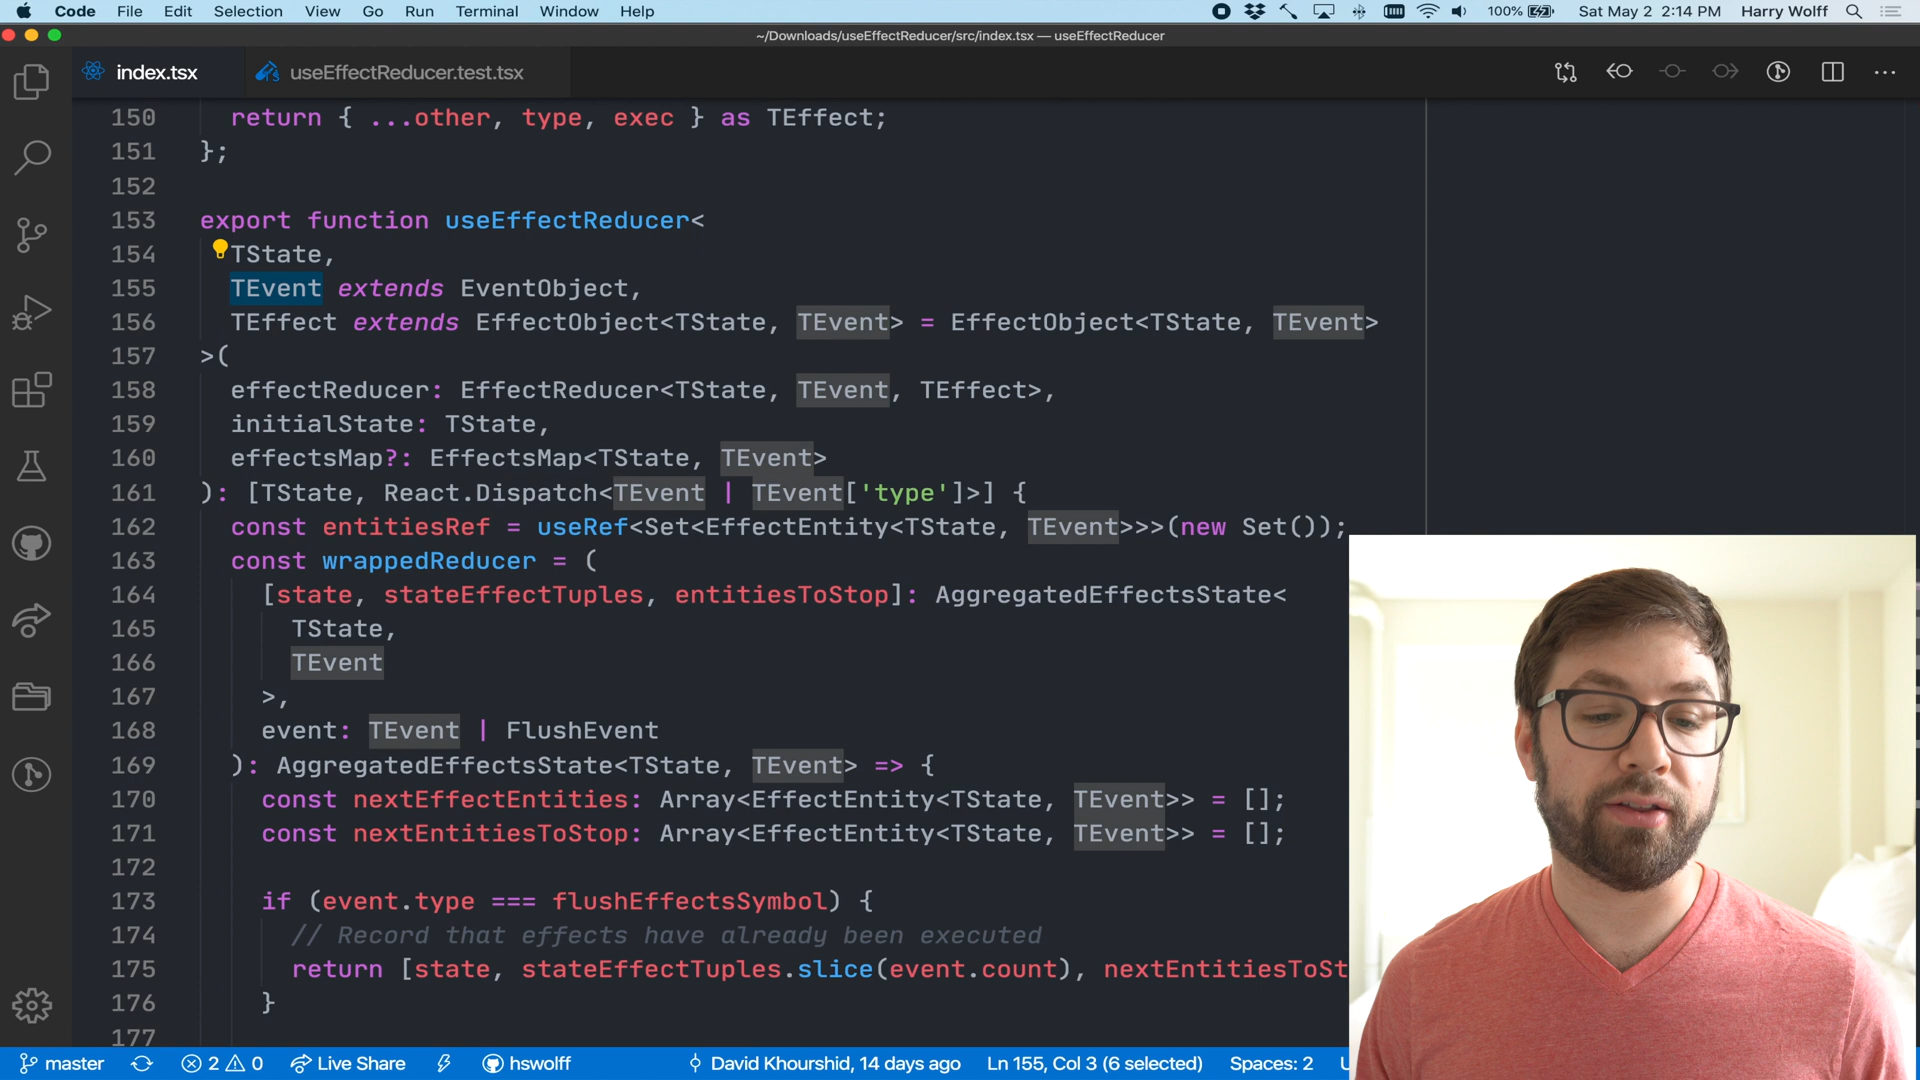 Code File Edit Selection View Go Run Terminal Window Help 100% Sat May 2 2:14 PM Harry Wolff
~/Downloads/useEffectReducer/src/index.tsx — useEffectReducer
index.tsx useEffectReducer.test.tsx
150 return { ...other, type, exec } as TEffect;
151 };
152
153 export function useEffectReducer<
154 TState,
155 TEvent extends EventObject,
156 TEffect extends EffectObject<TState, TEvent> = EffectObject<TState, TEvent>
157 >(
158 effectReducer: EffectReducer<TState, TEvent, TEffect>,
159 initialState: TState,
160 effectsMap?: EffectsMap<TState, TEvent>
161 ): [TState, React.Dispatch<TEvent | TEvent['type']>] {
162 const entitiesRef = useRef<Set<EffectEntity<TState, TEvent>>>(new Set());
163 const wrappedReducer = (
164 [state, stateEffectTuples, entitiesToStop]: AggregatedEffectsState<
165 TState,
166 TEvent
167 >,
168 event: TEvent | FlushEvent
169 ): AggregatedEffectsState<TState, TEvent> => {
170 const nextEffectEntities: Array<EffectEntity<TState, TEvent>> = [];
171 const nextEntitiesToStop: Array<EffectEntity<TState, TEvent>> = [];
172
173 if (event.type === flushEffectsSymbol) {
174 // Record that effects have already been executed
175 return [state, stateEffectTuples.slice(event.count), nextEntitiesToSt
176 }
177
master 2 0 Live Share hswolff David Khourshid, 14 days ago Ln 155, Col 3 (6 selected) Spaces: 2